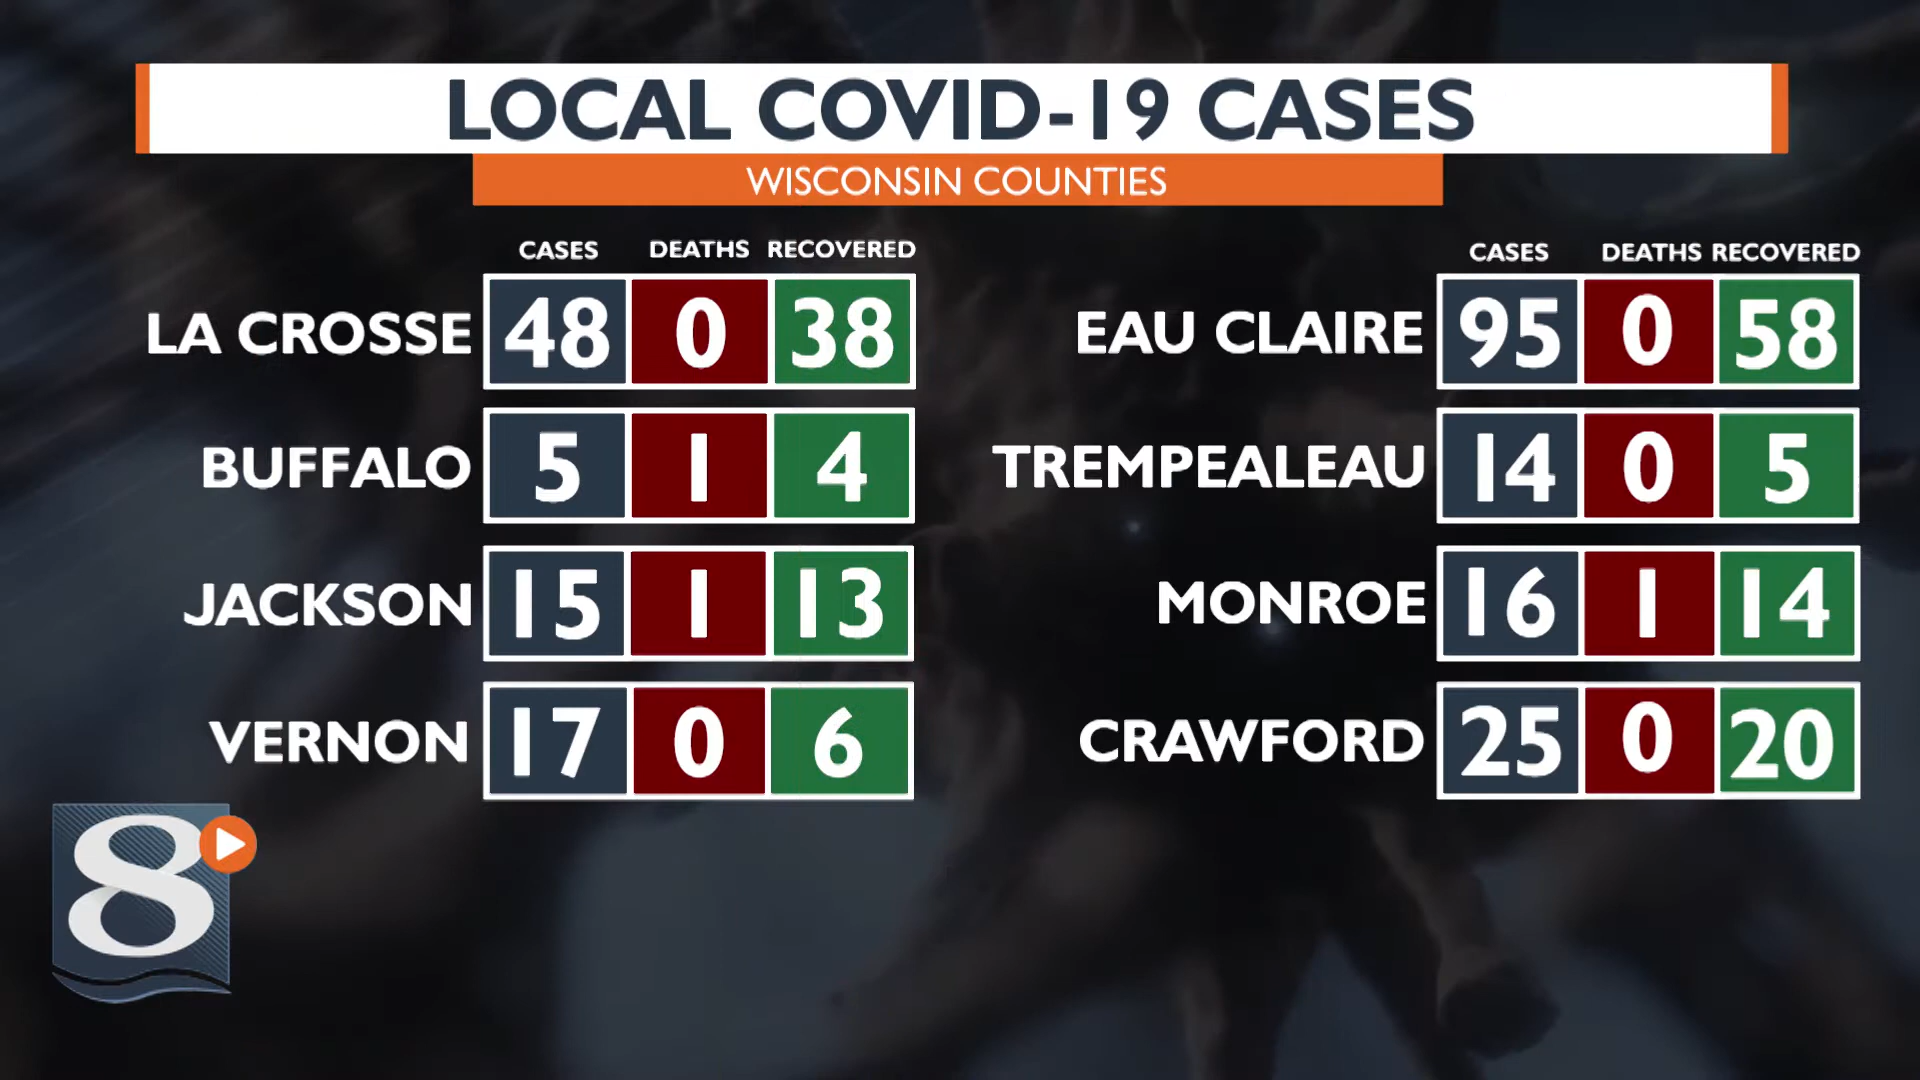 LOCAL COVID-19 CASES
WISCONSIN COUNTIES
CASES DEATHS RECOVERED
LA CROSSE 48 0 38
BUFFALO 5 1 4
JACKSON 15 1 13
VERNON 17 0 6
CASES DEATHS RECOVERED
EAU CLAIRE 95 0 58
TREMPEALEAU 14 0 5
MONROE 16 1 14
CRAWFORD 25 0 20
8